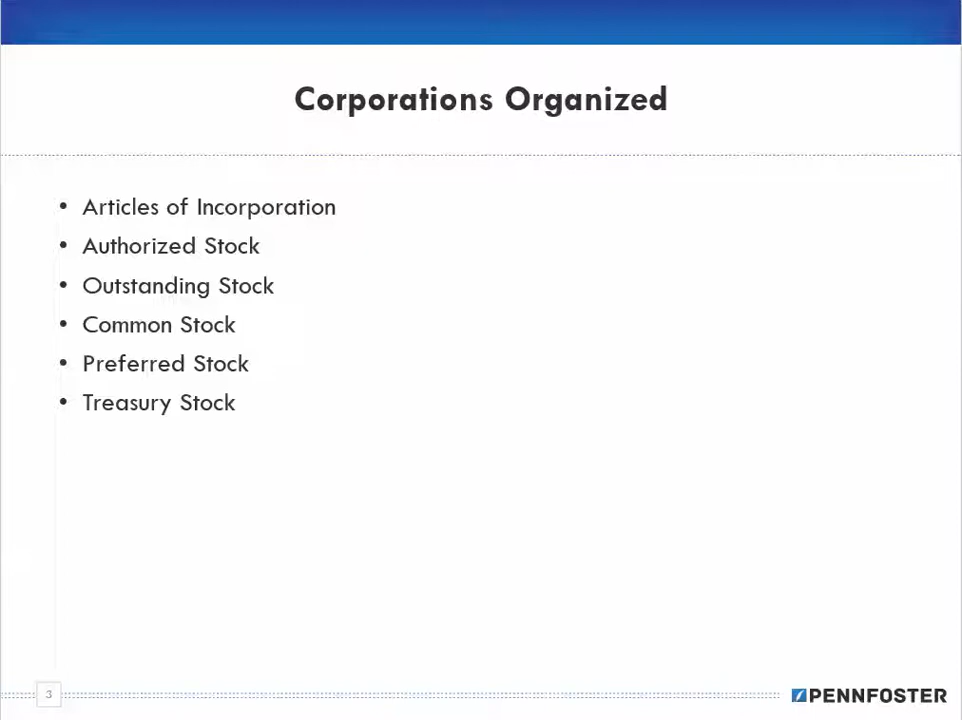 Corporations Organized
• Articles of Incorporation
• Authorized Stock
• Outstanding Stock
• Common Stock
• Preferred Stock
• Treasury Stock
3
PENNFOSTER